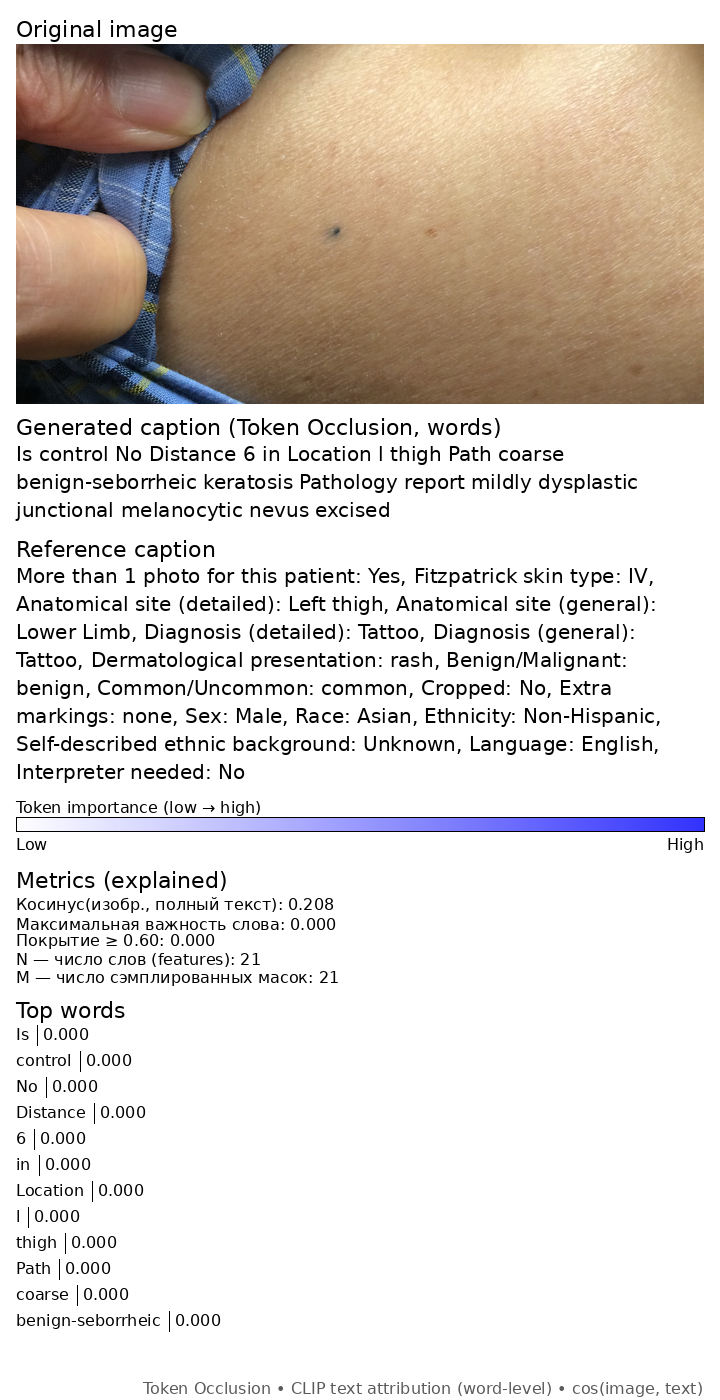 Original image
Generated caption (Token Occlusion, words)
Is control No Distance 6 in Location l thigh Path coarse
benign-seborrheic keratosis Pathology report mildly dysplastic
junctional melanocytic nevus excised
Reference caption
More than 1 photo for this patient: Yes, Fitzpatrick skin type: IV,
Anatomical site (detailed): Left thigh, Anatomical site (general):
Lower Limb, Diagnosis (detailed): Tattoo, Diagnosis (general):
Tattoo, Dermatological presentation: rash, Benign/Malignant:
benign, Common/Uncommon: common, Cropped: No, Extra
markings: none, Sex: Male, Race: Asian, Ethnicity: Non-Hispanic,
Self-described ethnic background: Unknown, Language: English,
Interpreter needed: No
Token importance (low → high)
Low High
Metrics (explained)
Косинус(изобр., полный текст): 0.208
Максимальная важность слова: 0.000
Покрытие ≥ 0.60: 0.000
N — число слов (features): 21
M — число сэмплированных масок: 21
Top words
Is 0.000
control 0.000
No 0.000
Distance 0.000
6 0.000
in 0.000
Location 0.000
l 0.000
thigh 0.000
Path 0.000
coarse 0.000
benign-seborrheic 0.000
Token Occlusion • CLIP text attribution (word-level) • cos(image, text)